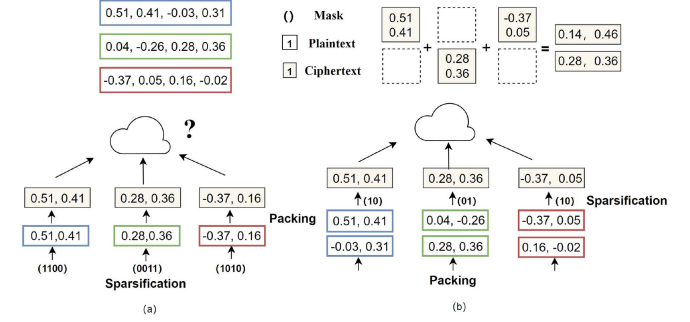 0.51, 0.41, -0.03, 0.31
0.04, -0.26, 0.28, 0.36
-0.37, 0.05, 0.16, -0.02
?
0.51, 0.41
0.28, 0.36
-0.37, 0.16
Packing
0.51,0.41
0.28,0.36
-0.37, 0.16
(1100)
(0011)
(1010)
Sparsification
(a)
() Mask
1 Plaintext
1 Ciphertext
0.51
0.41
+
0.28
0.36
+
-0.37
0.05
=
0.14, 0.46
0.28, 0.36
0.51, 0.41
0.28, 0.36
-0.37, 0.05
(10)
(01)
(10)
Sparsification
0.51, 0.41
0.04, -0.26
-0.37, 0.05
-0.03, 0.31
0.28, 0.36
0.16, -0.02
Packing
(b)